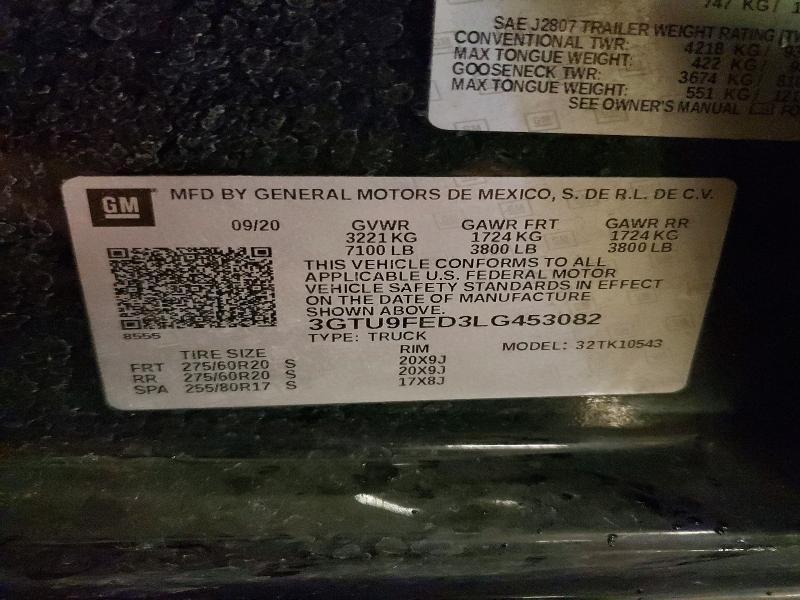 747 KG /
SAE J2807 TRAILER WEIGHT RATING
CONVENTIONAL TWR: 4218 KG /
MAX TONGUE WEIGHT: 422 KG /
GOOSENECK TWR: 3674 KG /
MAX TONGUE WEIGHT: 551 KG /
SEE OWNER'S MANUAL
GM
MFD BY GENERAL MOTORS DE MEXICO, S. DE R.L. DE C.V.
09/20 GVWR GAWR FRT GAWR RR
3221 KG 1724 KG 1724 KG
7100 LB 3800 LB 3800 LB
THIS VEHICLE CONFORMS TO ALL
APPLICABLE U.S. FEDERAL MOTOR
VEHICLE SAFETY STANDARDS IN EFFECT
ON THE DATE OF MANUFACTURE
SHOWN ABOVE.
3GTU9FED3LG453082
8555
TYPE: TRUCK MODEL: 32TK10543
TIRE SIZE RIM
FRT 275/60R20 S 20X9J
RR 275/60R20 S 20X9J
SPA 255/80R17 S 17X8J